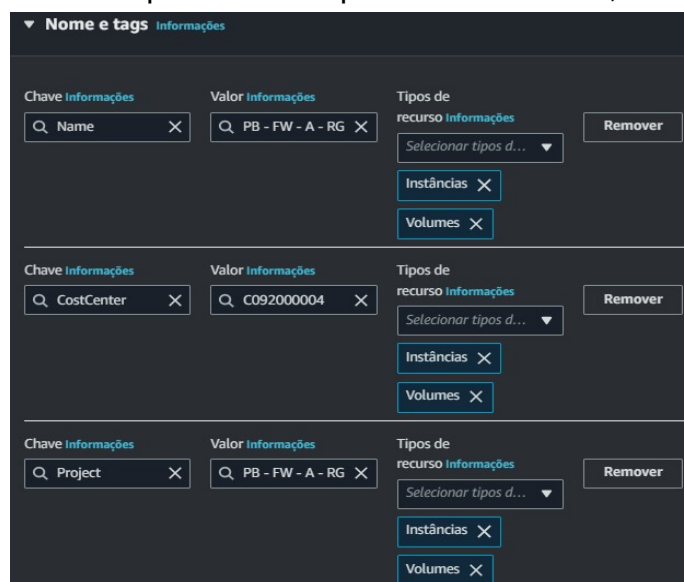 Nome e tags Informações
Chave Informações Valor Informações Tipos de
recurso Informações
Name PB - FW - A - RG Remover
Selecionar tipos d...
Instâncias
Volumes
Chave Informações Valor Informações Tipos de
recurso Informações
CostCenter C092000004 Remover
Selecionar tipos d...
Instâncias
Volumes
Chave Informações Valor Informações Tipos de
recurso Informações
Project PB - FW - A - RG Remover
Selecionar tipos d...
Instâncias
Volumes